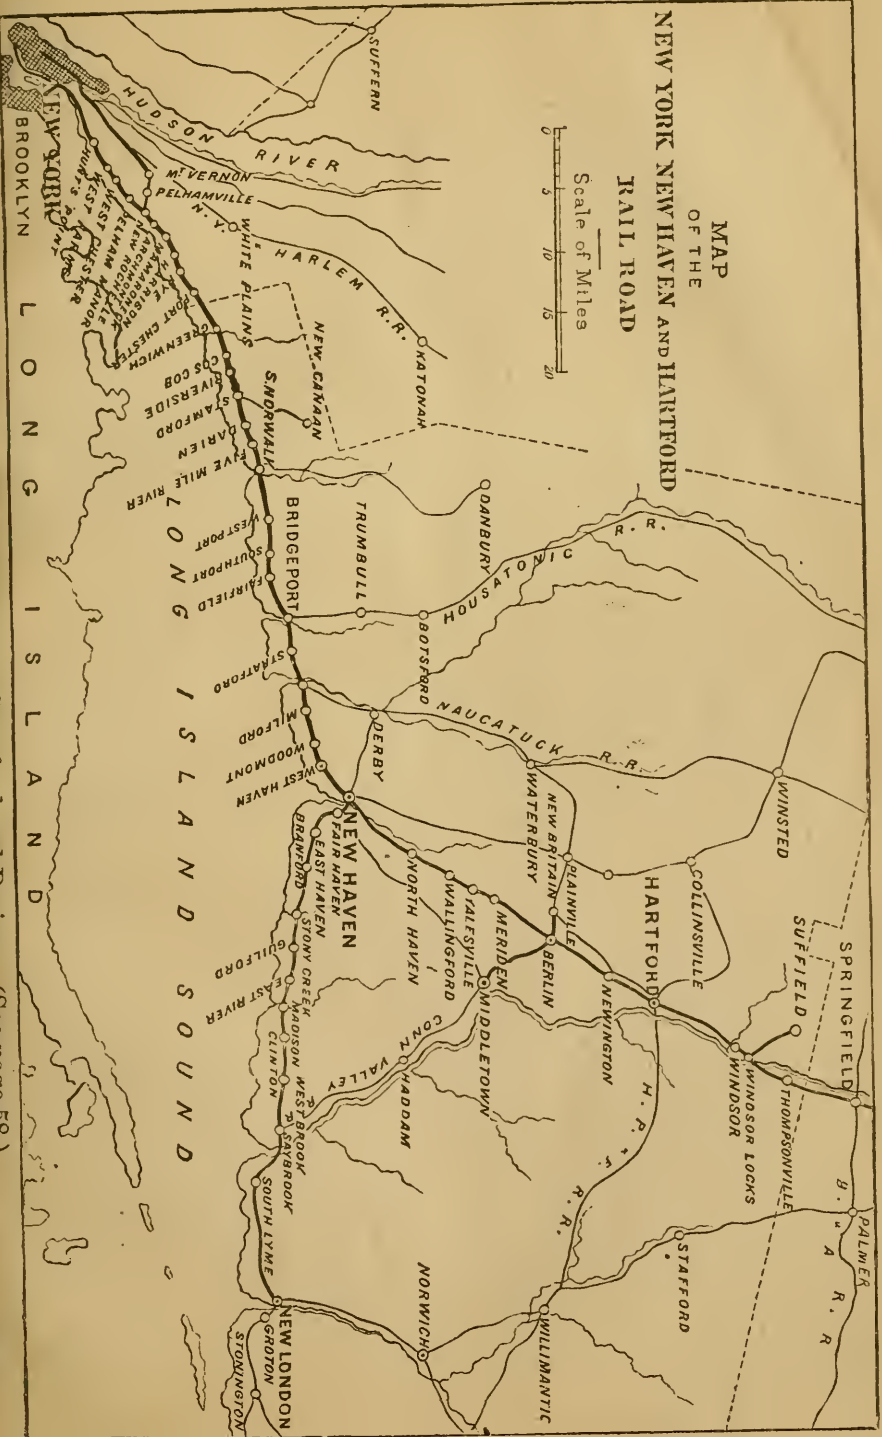 MAP
OF THE
NEW YORK NEW HAVEN AND HARTFORD
RAIL ROAD
Scale of Miles
0 5 10 15 20
SUFFERN
HUDSON RIVER
NEW YORK
BROOKLYN
MT VERNON
PELHAMVILLE
N. Y. & HARLEM R.R.
WHITE PLAINS
KATONAH
HUNT'S POINT
WEST FARMS
WEST CHESTER
PELHAM MANOR
NEW ROCHELLE
LARCHMONT
MAMARONECK
HARRISON
RYE
PORT CHESTER
GREENWICH
COS COB
RIVERSIDE
STAMFORD
NEW CANAAN
DARIEN
FIVE MILE RIVER
S. NORWALK
WESTPORT
SOUTHPORT
FAIRFIELD
BRIDGEPORT
TRUMBULL
DANBURY
BOTSFORD
HOUSATONIC R. R.
STRATFORD
MILFORD
WOODMONT
WEST HAVEN
DERBY
NAUCATUCK R. R.
WATERBURY
NEW BRITAIN
PLAINVILLE
WINSTED
COLLINSVILLE
HARTFORD
NEW HAVEN
FAIR HAVEN
EAST HAVEN
BRANFORD
STONY CREEK
GUILFORD
EAST RIVER
MADISON
CLINTON
WESTBROOK
SAYBROOK
SOUTH LYME
NEW LONDON
GROTON
STONINGTON
NORTH HAVEN
WALLINGFORD
YALESVILLE
MERIDEN
BERLIN
MIDDLETOWN
NEWINGTON
HADDAM
CONN VALLEY R. R.
WINDSOR
WINDSOR LOCKS
SUFFIELD
THOMPSONVILLE
SPRINGFIELD
H. P. & F. R. R.
B. & A. R. R
PALMER
STAFFORD
WILLIMANTIC
NORWICH
LONG ISLAND SOUND
LONG ISLAND